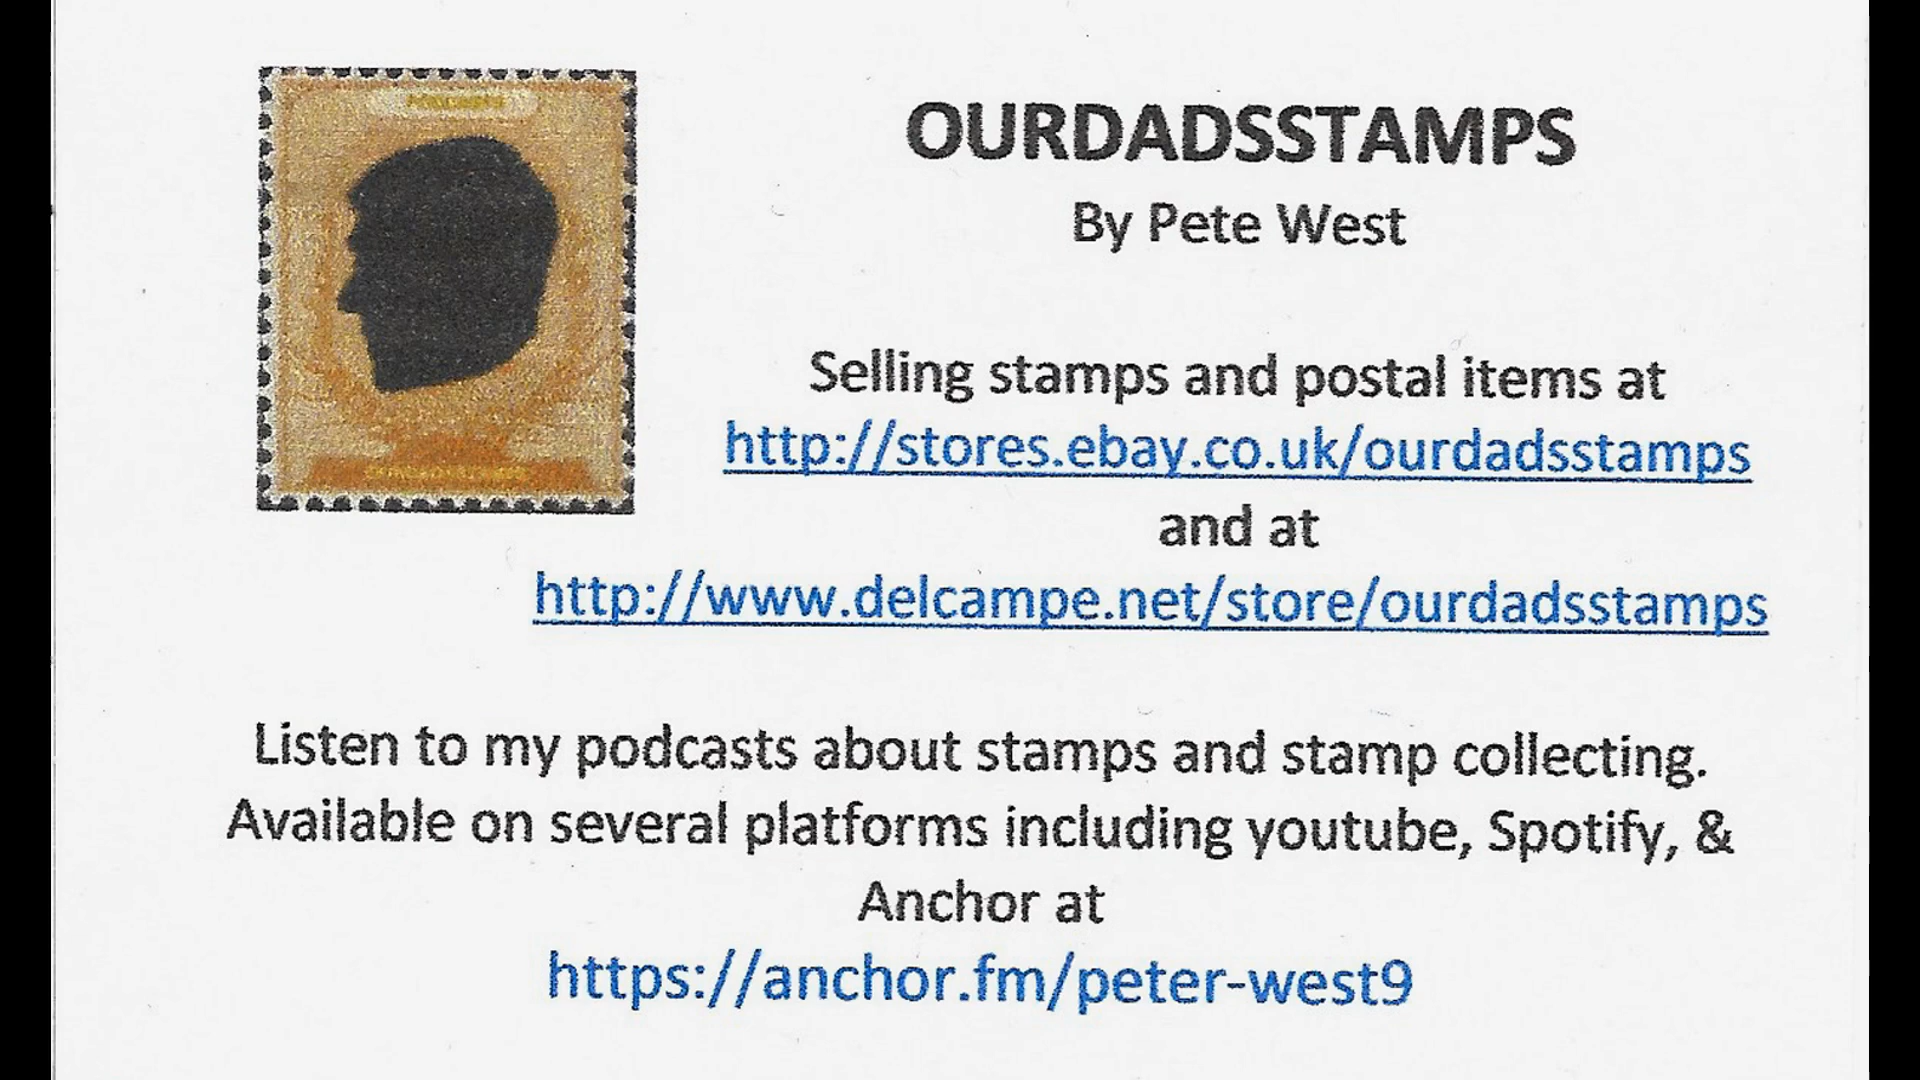 OURDADSSTAMPS
By Pete West
Selling stamps and postal items at
http://stores.ebay.co.uk/ourdadsstamps
and at
http://www.delcampe.net/store/ourdadsstamps
Listen to my podcasts about stamps and stamp collecting.
Available on several platforms including youtube, Spotify, &
Anchor at
https://anchor.fm/peter-west9